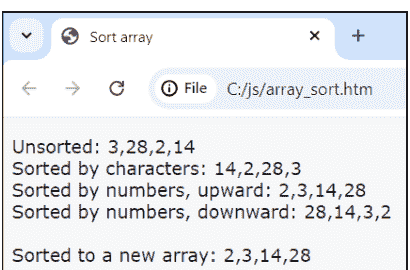 Sort array
File C:/js/array_sort.htm
Unsorted: 3,28,2,14
Sorted by characters: 14,2,28,3
Sorted by numbers, upward: 2,3,14,28
Sorted by numbers, downward: 28,14,3,2
Sorted to a new array: 2,3,14,28